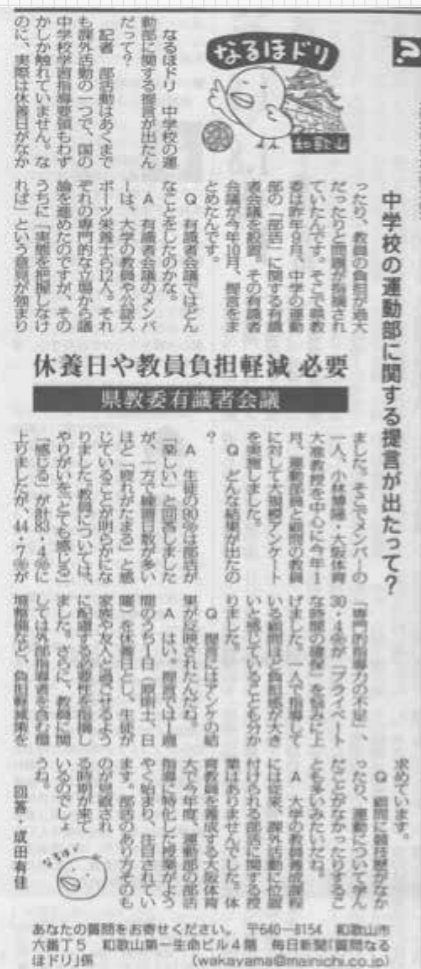 ?
なるほドリ
和歌山
中学校の運動部に関する提言が出たって?
休養日や教員負担軽減 必要
県教委有識者会議
なるほドリ 中学校の運
動部に関する提言が出たん
だって?
記者 部活動はあくまで
も課外活動の一つで、国の
中学校学習指導要領もわず
かしか触れていません。な
のに、実際は休養日がなか
ったり、教員の負担が過大
だったりと問題が指摘され
ていたんです。そこで県教
委は昨年9月、中学の運動
部の「部活」に関する有識
者会議を設置。その有識者
会議が今年10月、提言をま
とめたんです。
Q 有識者会議ではどん
なことをしたのかな。
A 有識者会議のメンバ
ーは、大学の教員や公認ス
ポーツ栄養士ら12人。それ
ぞれの専門的な立場から議
論を進めたのですが、その
うちに「実態を把握しなけ
れば」という意見が強まり
ました。そこでメンバーの
一人、小林博隆・大阪体育
大准教授を中心に今年1
月、運動部員と顧問の教員
に対して大規模アンケート
を実施しました。
Q どんな結果が出たの
?
A 生徒の90%は部活が
「楽しい」と回答しました
が、一方で練習日数が多い
ほど「疲れがたまる」と感
じていることが明らかにな
りました。教員については、
やりがいを「とても感じる」
「感じる」が計83・4%に
上りましたが、44・7%が
「専門的指導力の不足」、
30・4%が「プライベート
な時間の確保」を悩みに上
げました。一人で指導して
いる顧問ほど負担感が大き
いと感じていることも分か
りました。
Q 提言にはアンケの結
果が反映されたんだね。
A はい。提言では1週
間のうち1日(原則土、日
曜)を休養日とし、生徒が
家族や友人と過ごせるよう
に配慮する必要性を指摘し
ました。さらに、教員に関
しては外部指導者を含む環
境整備など、負担軽減策を
求めています。
Q 顧問に競技歴がなか
ったり、運動について学ん
だことがなかったりするこ
とも多いみたいだね。
A 大学の教員養成課程
には従来、課外活動に位置
付けられる部活に関する授
業はありませんでした。体
育教員を養成する大阪体育
大で今年度、運動部の部活
指導に特化した授業がよう
やく始まり、注目されてい
ます。部活のあり方そのも
のが見直され
る時期が来て
いるのでしょ
うね。
なるほど
回答・成田有佳
あなたの質問をお寄せください。 〒640―8154 和歌山市
六番丁5 和歌山第一生命ビル4階 毎日新聞「質問なる
ほドリ」係 (wakayama@mainichi.co.jp)